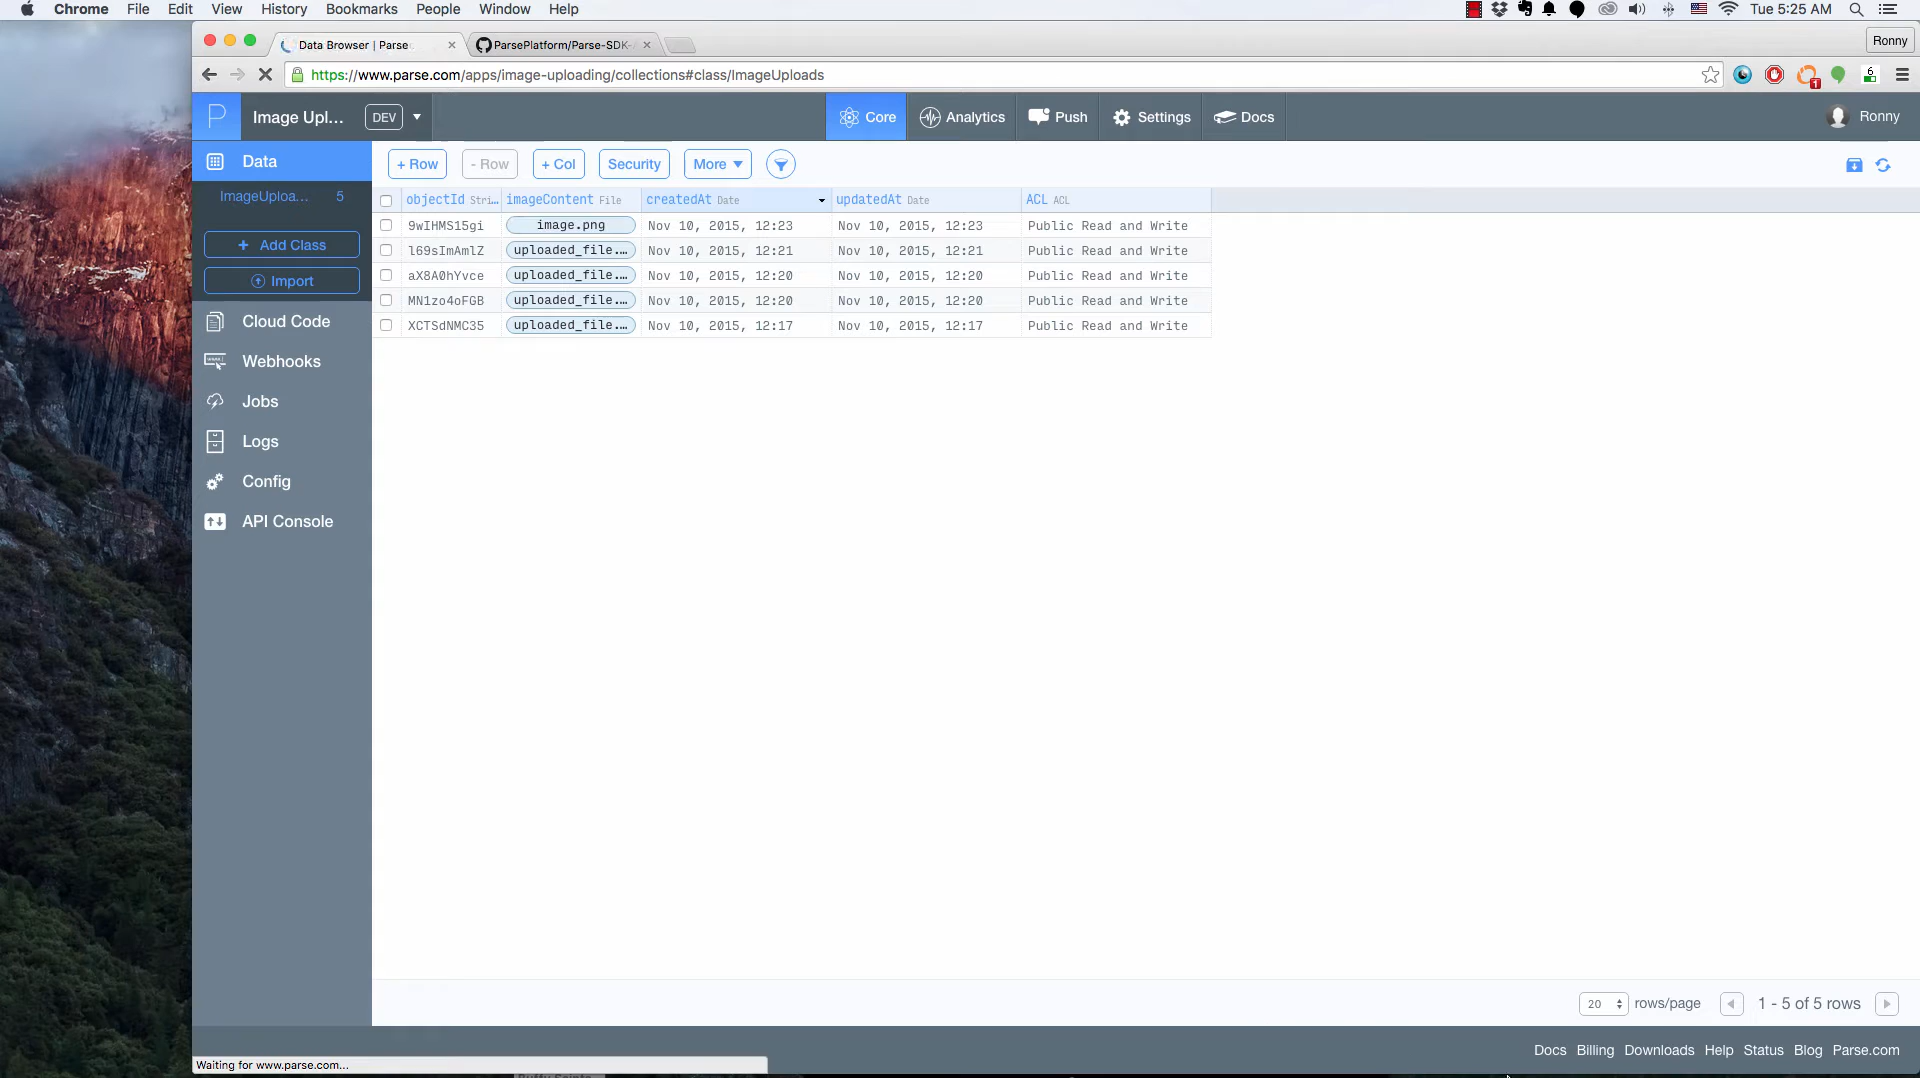 Chrome File Edit View History Bookmarks People Window Help Tue 5:25 AM
Data Browser | Parse ParsePlatform/Parse-SDK- Ronny
https://www.parse.com/apps/image-uploading/collections#class/ImageUploads 1 6
P Image Upl... DEV Core Analytics Push Settings Docs Ronny
Data
ImageUploa... 5
+ Add Class
Import
Cloud Code
Webhooks
Jobs
Logs
Config
API Console
+ Row - Row + Col Security More
objectId Stri... imageContent File createdAt Date updatedAt Date ACL ACL
9wIHMS15gi image.png Nov 10, 2015, 12:23 Nov 10, 2015, 12:23 Public Read and Write
l69sImAmlZ uploaded_file.... Nov 10, 2015, 12:21 Nov 10, 2015, 12:21 Public Read and Write
aX8A0hYvce uploaded_file.... Nov 10, 2015, 12:20 Nov 10, 2015, 12:20 Public Read and Write
MN1zo4oFGB uploaded_file.... Nov 10, 2015, 12:20 Nov 10, 2015, 12:20 Public Read and Write
XCTSdNMC35 uploaded_file.... Nov 10, 2015, 12:17 Nov 10, 2015, 12:17 Public Read and Write
20 rows/page 1 - 5 of 5 rows
Docs Billing Downloads Help Status Blog Parse.com
Waiting for www.parse.com...